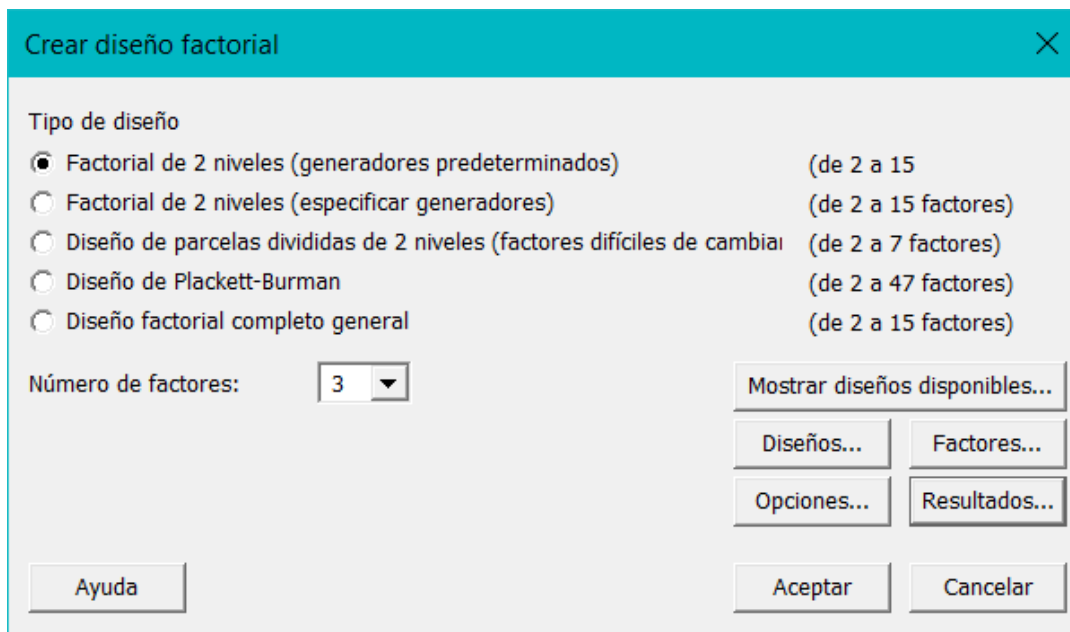 Crear diseño factorial
Tipo de diseño
Factorial de 2 niveles (generadores predeterminados) (de 2 a 15
Factorial de 2 niveles (especificar generadores) (de 2 a 15 factores)
Diseño de parcelas divididas de 2 niveles (factores difíciles de cambiar (de 2 a 7 factores)
Diseño de Plackett-Burman (de 2 a 47 factores)
Diseño factorial completo general (de 2 a 15 factores)
Número de factores: 3 Mostrar diseños disponibles...
Diseños... Factores...
Opciones... Resultados...
Ayuda Aceptar Cancelar